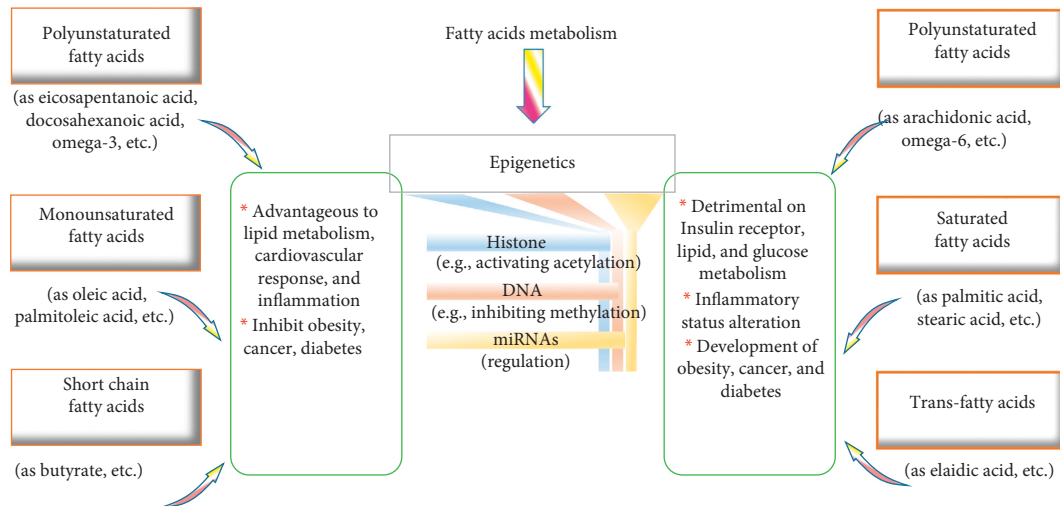 Polyunstaturated
fatty acids
(as eicosapentanoic acid,
docosahexanoic acid,
omega-3, etc.)
Monounsaturated
fatty acids
(as oleic acid,
palmitoleic acid, etc.)
Short chain
fatty acids
(as butyrate, etc.)
* Advantageous to
lipid metabolism,
cardiovascular
response, and
inflammation
* Inhibit obesity,
cancer, diabetes
Fatty acids metabolism
Epigenetics
Histone
(e.g., activating acetylation)
DNA
(e.g., inhibiting methylation)
miRNAs
(regulation)
* Detrimental on
Insulin receptor,
lipid, and glucose
metabolism
* Inflammatory
status alteration
* Development of
obesity, cancer, and
diabetes
Polyunstaturated
fatty acids
(as arachidonic acid,
omega-6, etc.)
Saturated
fatty acids
(as palmitic acid,
stearic acid, etc.)
Trans-fatty acids
(as elaidic acid, etc.)